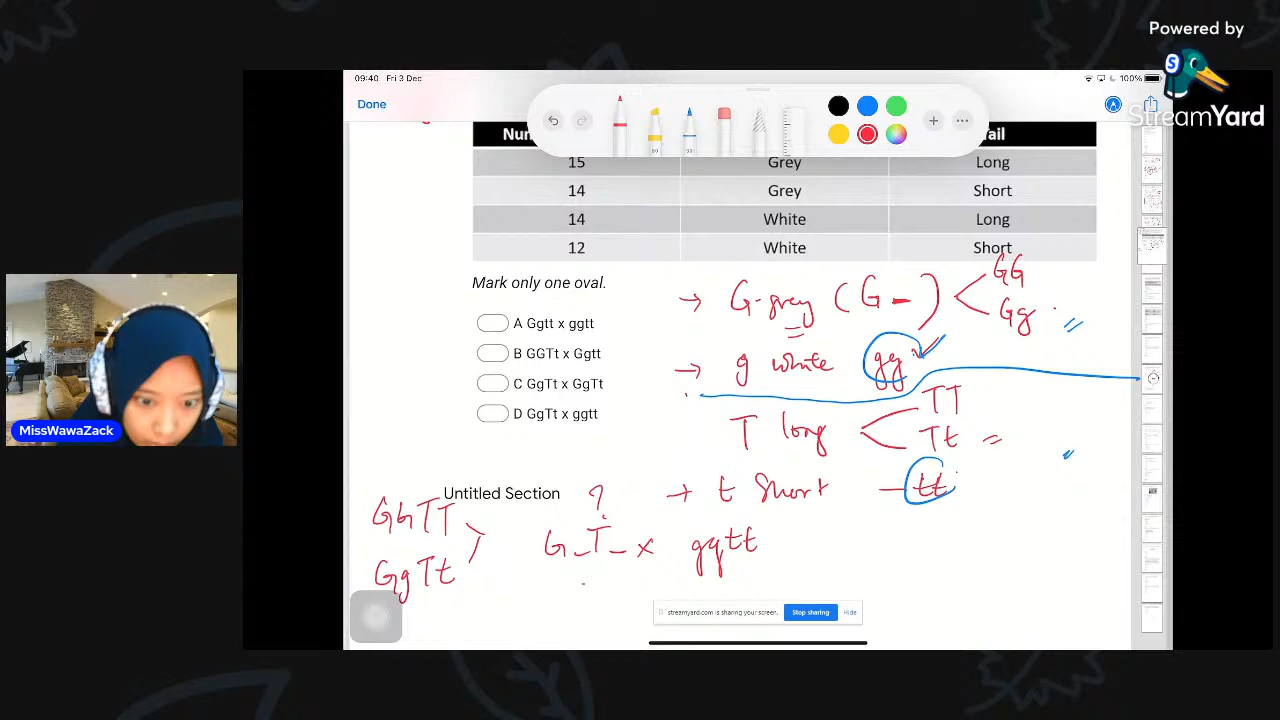 Powered by
StreamYard
09:40 Fri 3 Dec
100%
Done
Nu
ail
15 Grey Long
14 Grey Short
14 White Long
12 White Short
Mark only one oval.
A Ggtt x ggtt
B GGTt x Ggtt
C GgTt x GgTt
D GgTt x ggtt
→ G-grey (G-) < GG
Gg
→ g white gg
T long < TT
Tt =
→ t Short — tt
Untitled Section
GGTT
GgTt
?
G_T_ x ggtt
streamyard.com is sharing your screen.
Stop sharing
Hide
MissWawaZack